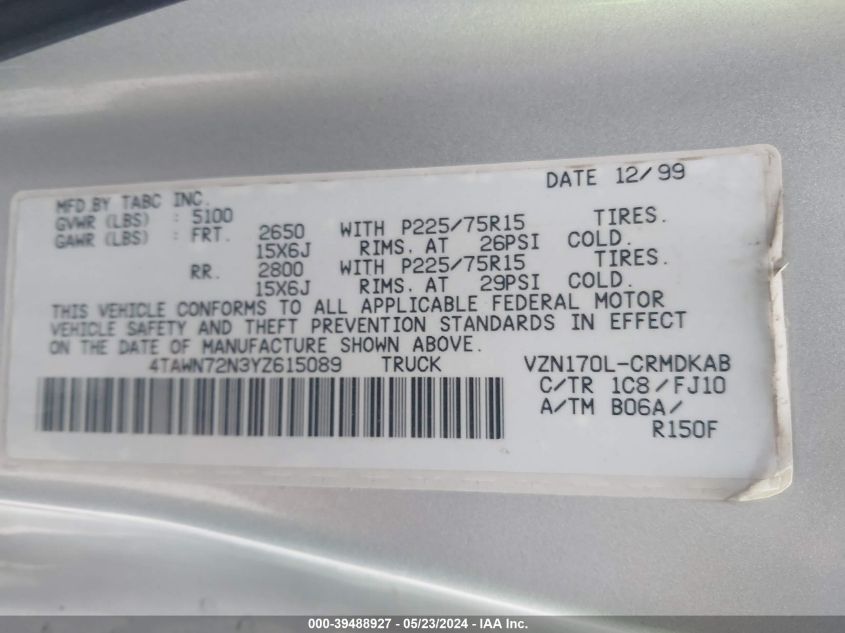 DATE 12/99
MFD.BY TABC INC.
GVWR (LBS) : 5100
GAWR (LBS) : FRT. 2650 WITH P225/75R15 TIRES.
15X6J RIMS. AT 26PSI COLD.
RR. 2800 WITH P225/75R15 TIRES.
15X6J RIMS. AT 29PSI COLD.
THIS VEHICLE CONFORMS TO ALL APPLICABLE FEDERAL MOTOR
VEHICLE SAFETY AND THEFT PREVENTION STANDARDS IN EFFECT
ON THE DATE OF MANUFACTURE SHOWN ABOVE.
4TAWN72N3YZ615089 TRUCK VZN170L-CRMDKAB
C/TR 1C8/FJ10
A/TM B06A/
R150F
000-39488927 - 05/23/2024 - IAA Inc.